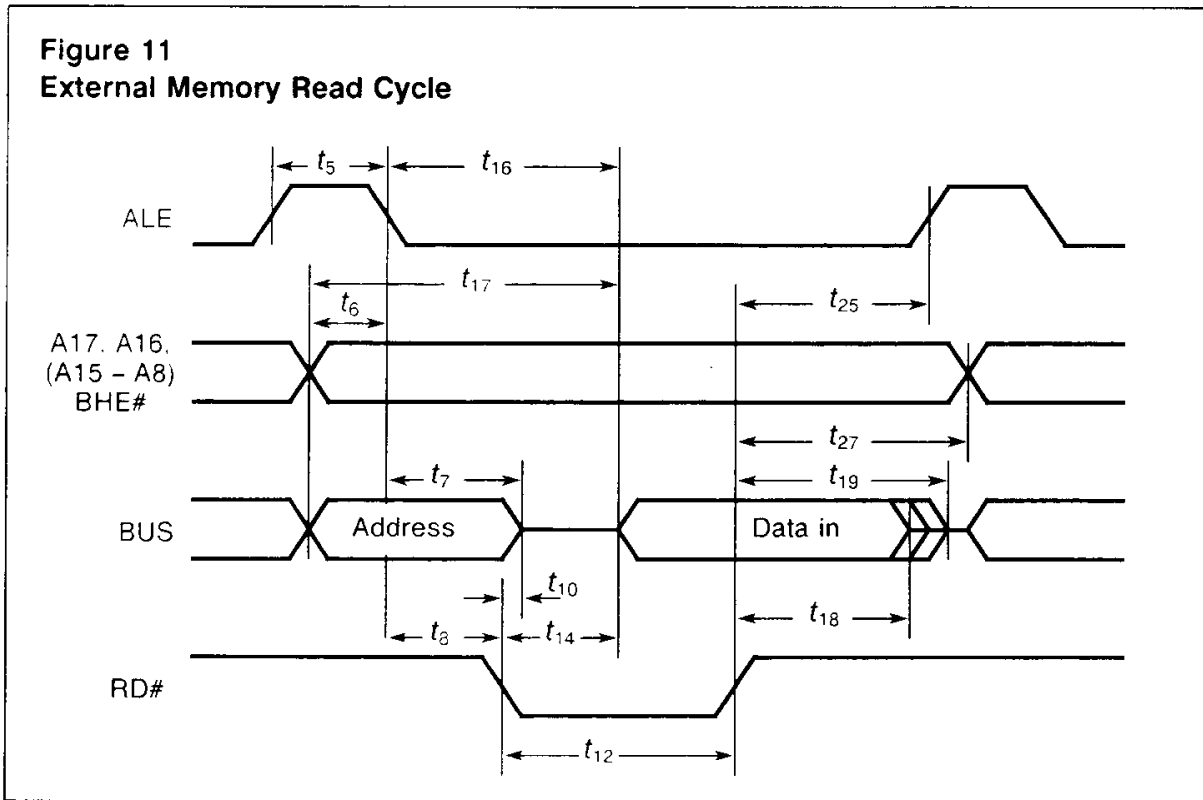 Figure 11
External Memory Read Cycle
t5
t16
ALE
t17
t6
t25
A17. A16,
(A15 – A8)
BHE#
t27
t7
t19
BUS
Address
Data in
t10
t18
t8
t14
RD#
t12